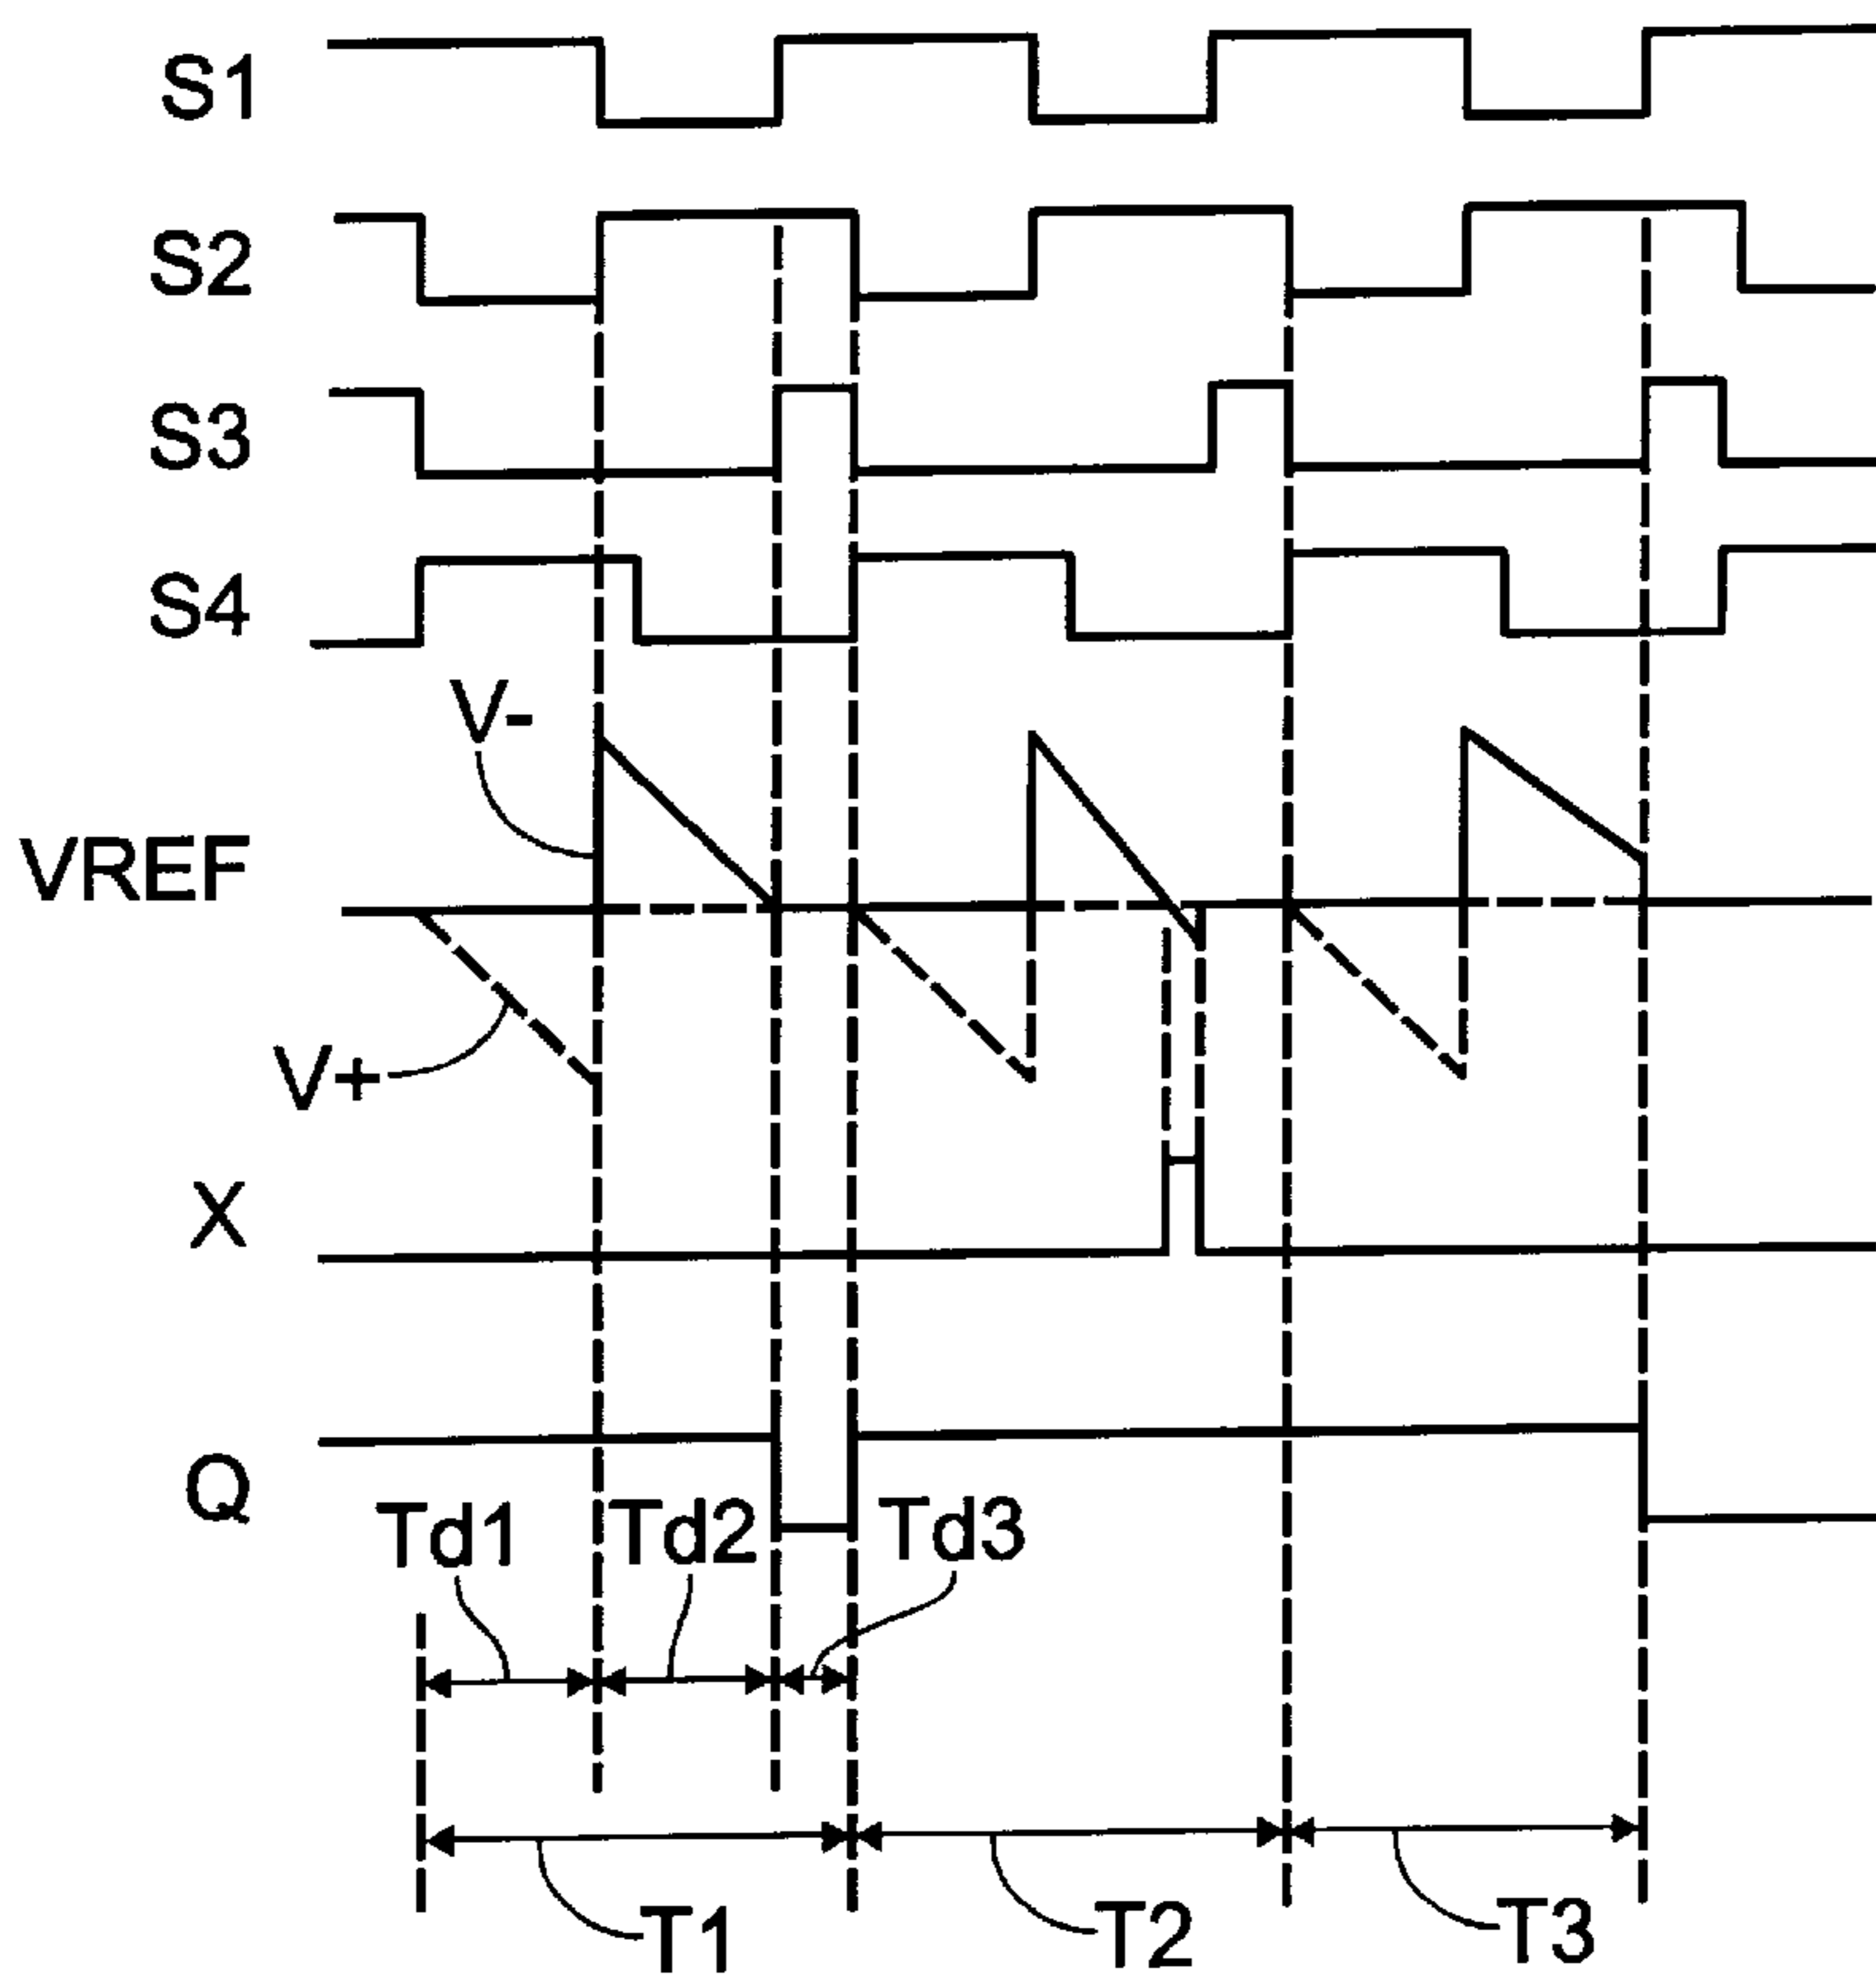 S1
S2
S3
S4
V-
VREF
V+
X
Q
Td1 Td2 Td3
T1 T2 T3